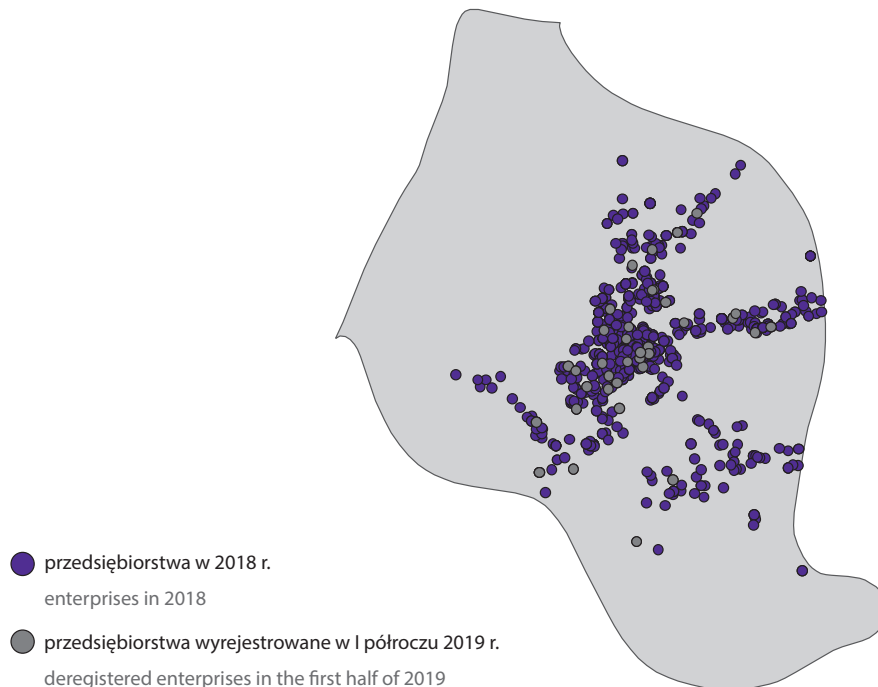 przedsiębiorstwa w 2018 r.
enterprises in 2018
przedsiębiorstwa wyrejestrowane w I półroczu 2019 r.
deregistered enterprises in the first half of 2019